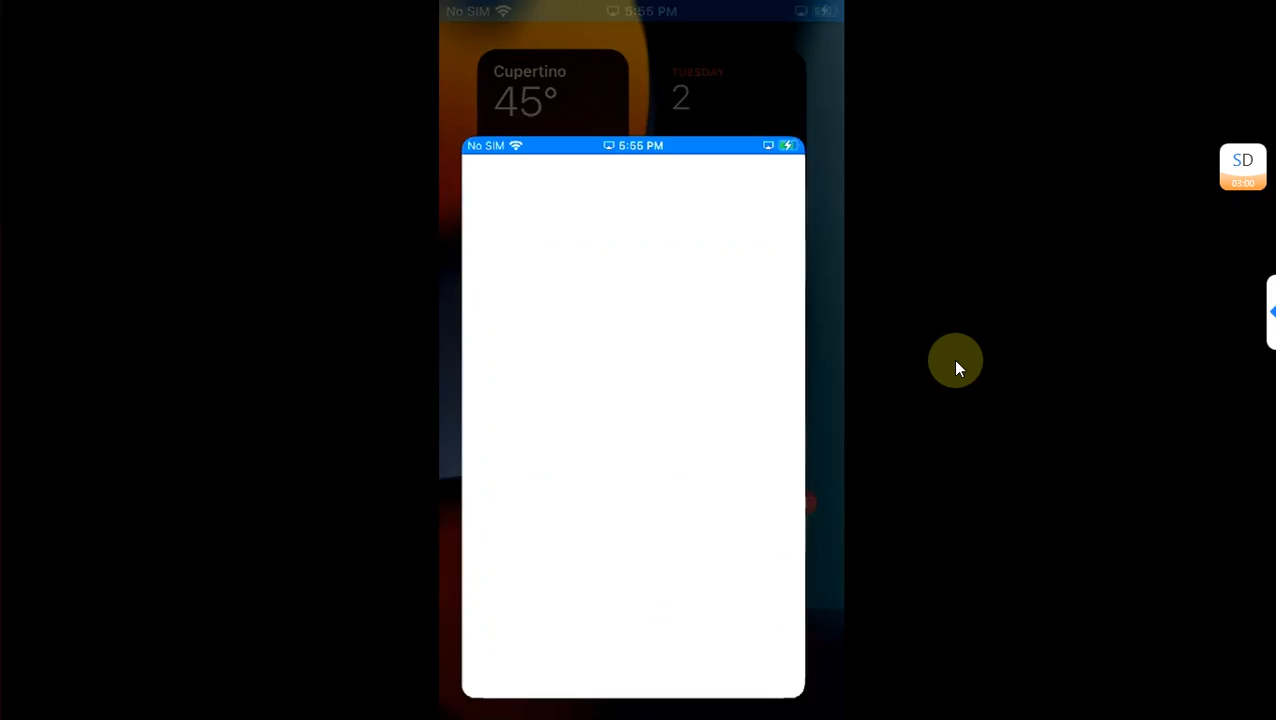 No SIM 5:55 PM
Cupertino
45°
TUESDAY
2
No SIM 5:55 PM
SD
03:00